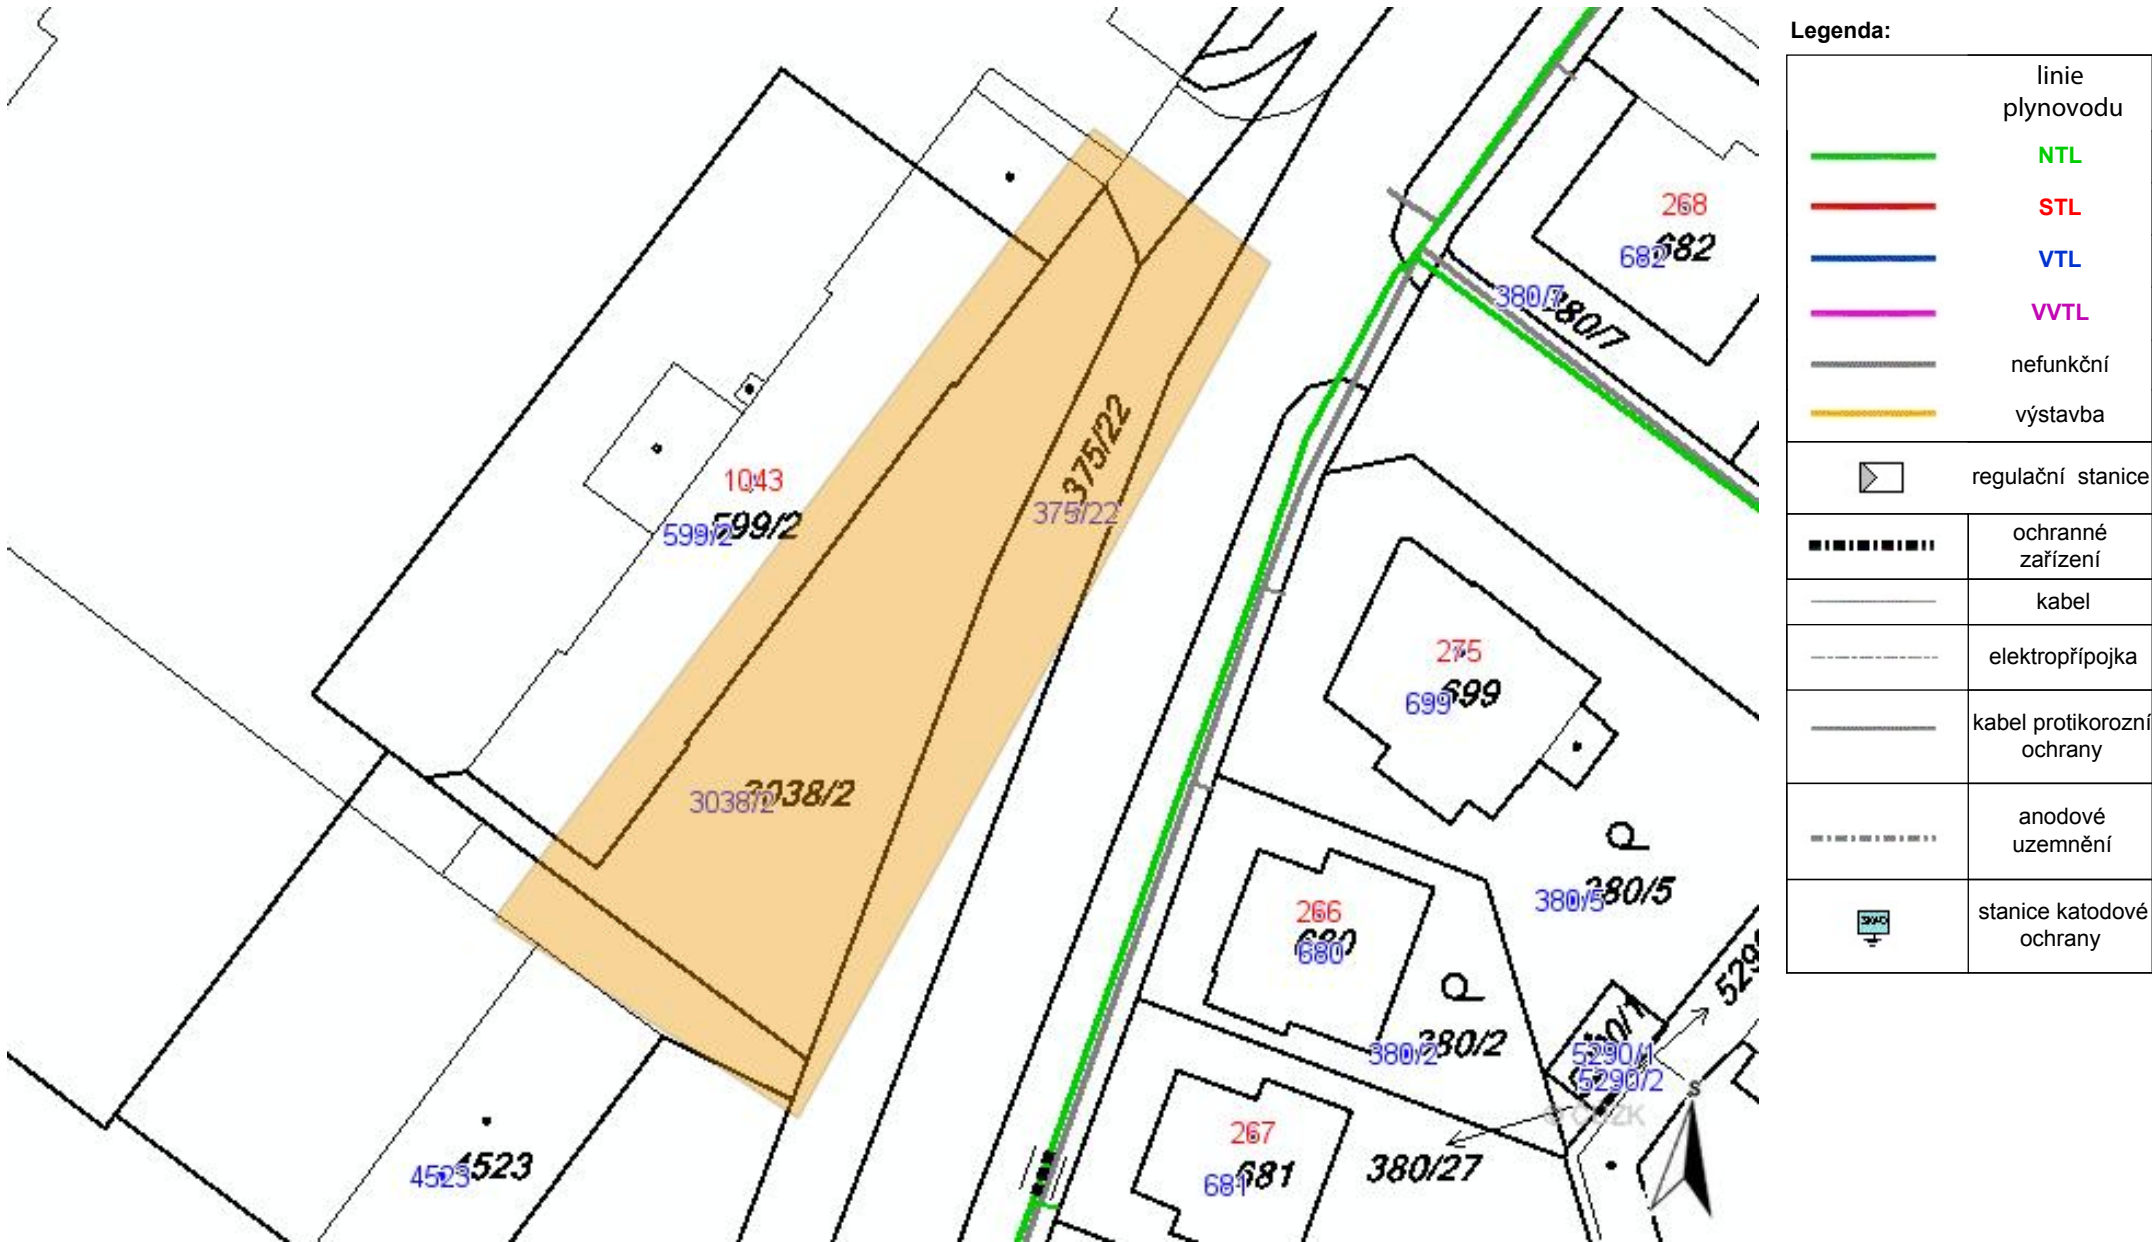 268
682
682
380/7
380/7
375/22
375/22
1043
599/2
599/2
275
699
699
3038/2
3038/2
380/5
380/5
266
680
680
380/2
380/2
529
5290/1
5290/2
S
© ČÚZK
267
681
681
380/27
4523
4523
Legenda:
linie
plynovodu
NTL
STL
VTL
VVTL
nefunkční
výstavba
regulační stanice
ochranné
zařízení
kabel
elektropřípojka
kabel protikorozní
ochrany
anodové
uzemnění
SKAO
stanice katodové
ochrany